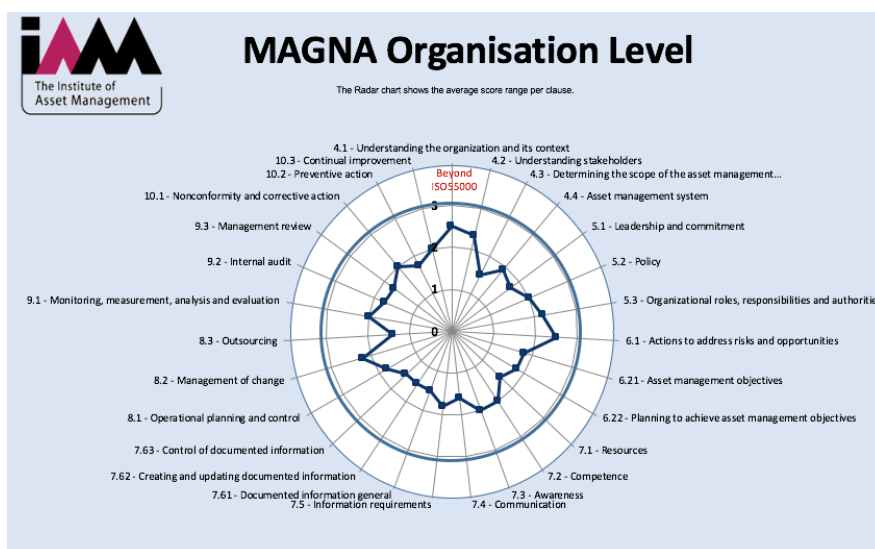 iAM
The Institute of
Asset Management
MAGNA Organisation Level
The Radar chart shows the average score range per clause.
4.1 - Understanding the organization and its context
10.3 - Continual improvement
4.2 - Understanding stakeholders
10.2 - Preventive action
Beyond
ISO55000
4.3 - Determining the scope of the asset management...
10.1 - Nonconformity and corrective action
4.4 - Asset management system
3
9.3 - Management review
5.1 - Leadership and commitment
2
9.2 - Internal audit
5.2 - Policy
1
9.1 - Monitoring, measurement, analysis and evaluation
5.3 - Organizational roles, responsibilities and authoritie
0
8.3 - Outsourcing
6.1 - Actions to address risks and opportunities
8.2 - Management of change
6.21 - Asset management objectives
8.1 - Operational planning and control
6.22 - Planning to achieve asset management objectives
7.63 - Control of documented information
7.1 - Resources
7.62 - Creating and updating documented information
7.2 - Competence
7.61 - Documented information general
7.3 - Awareness
7.5 - Information requirements
7.4 - Communication